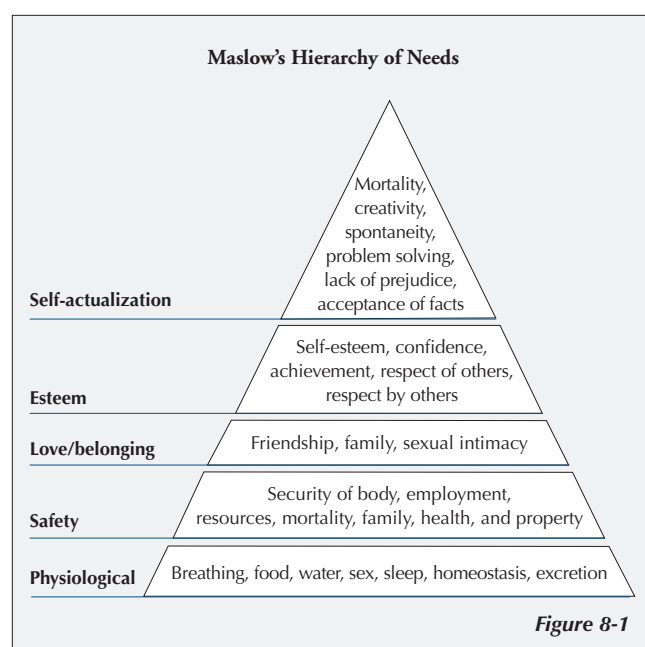 Maslow's Hierarchy of Needs
Mortality,
creativity,
spontaneity,
problem solving,
lack of prejudice,
acceptance of facts
Self-actualization
Self-esteem, confidence,
achievement, respect of others,
respect by others
Esteem
Friendship, family, sexual intimacy
Love/belonging
Security of body, employment,
resources, mortality, family, health, and property
Safety
Breathing, food, water, sex, sleep, homeostasis, excretion
Physiological
Figure 8-1